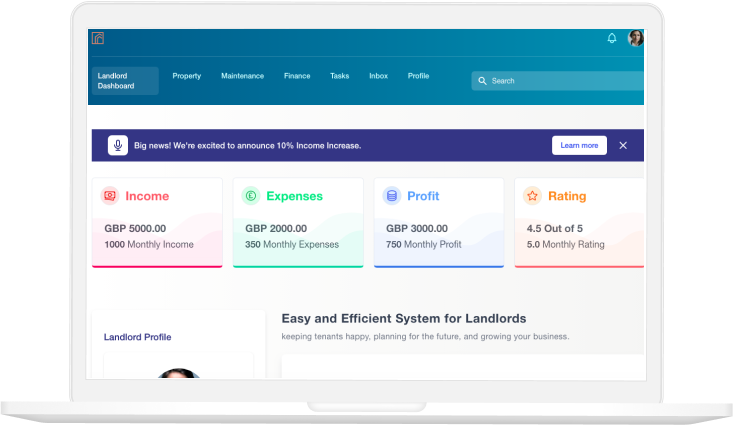 Landlord
Dashboard
Property
Maintenance
Finance
Tasks
Inbox
Profile
Search
Big news! We're excited to announce 10% Income Increase.
Learn more
Income
GBP 5000.00
1000 Monthly Income
Expenses
GBP 2000.00
350 Monthly Expenses
Profit
GBP 3000.00
750 Monthly Profit
Rating
4.5 Out of 5
5.0 Monthly Rating
Landlord Profile
Easy and Efficient System for Landlords
keeping tenants happy, planning for the future, and growing your business.